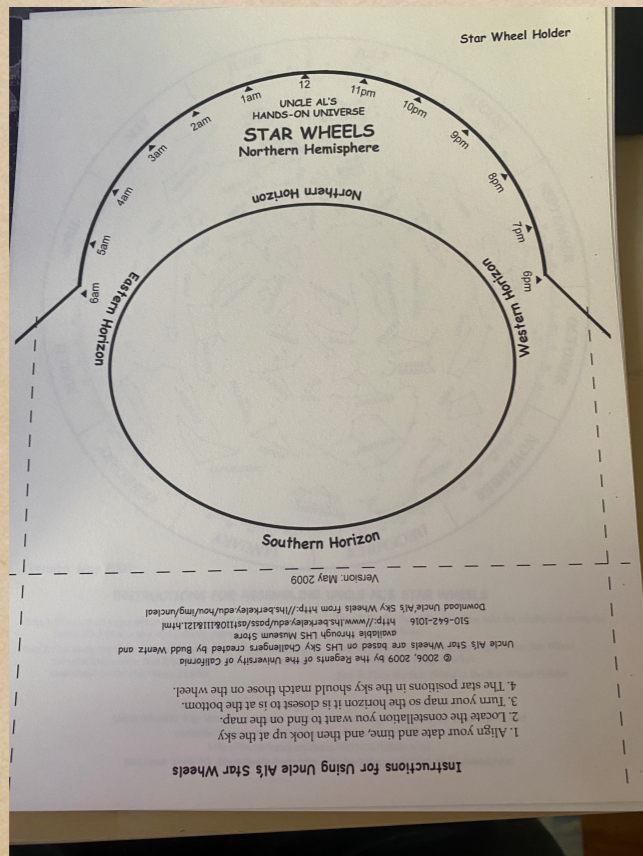 Star Wheel Holder
12
1am
11pm
2am
10pm
3am
9pm
4am
8pm
5am
7pm
6am
6pm
UNCLE AL'S
HANDS-ON UNIVERSE
STAR WHEELS
Northern Hemisphere
Northern Horizon
Eastern Horizon
Western Horizon
Southern Horizon
Instructions for Using Uncle Al's Star Wheels
1. Align your date and time, and then look up at the sky
2. Locate the constellation you want to find on the map.
3. Turn your map so the horizon it is closest to is at the bottom.
4. The star positions in the sky should match those on the wheel.
© 2006, 2009 by the Regents of the University of California
Uncle Al's Star Wheels are based on LHS Sky Challengers created by Budd Wentz and
available through LHS Museum Store
510-642-1016 http://www.lhs.berkeley.edu/pass/ast110&111&121.html
Download Uncle'Al's Sky Wheels from http://lhs.berkeley.edu/hou/img/uncleal
Version: May 2009